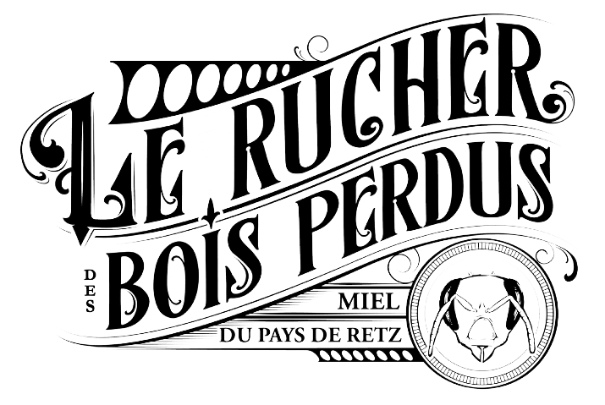 LE RUCHER
DES BOIS PERDUS
MIEL
DU PAYS DE RETZ